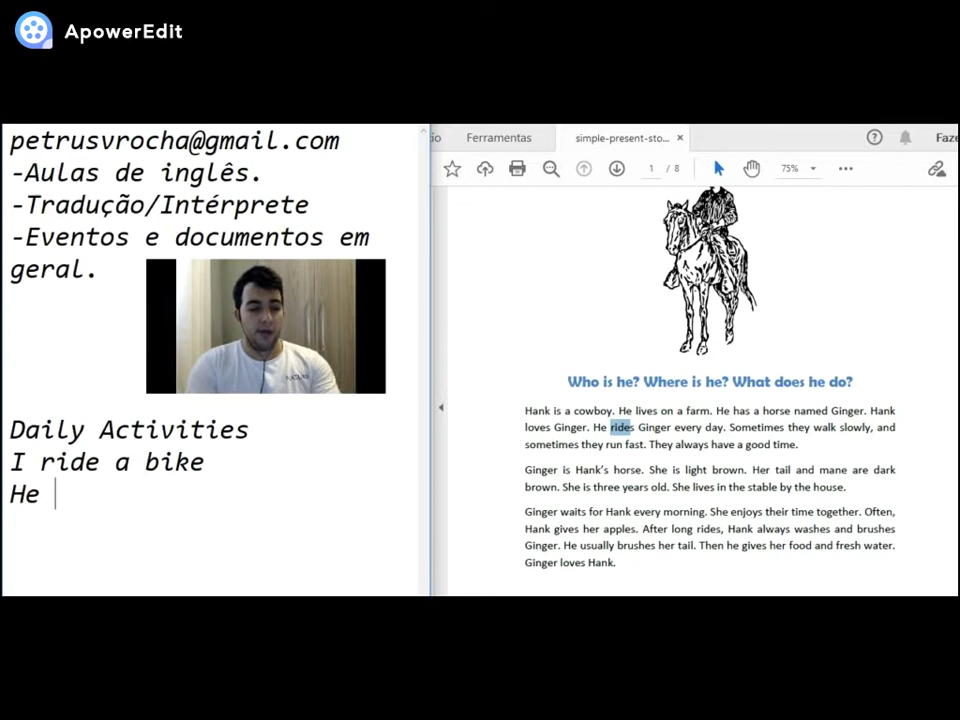 ApowerEdit
petrusvrocha@gmail.com
-Aulas de inglês.
-Tradução/Intérprete
-Eventos e documentos em
geral.
Daily Activities
I ride a bike
He
io
Ferramentas
simple-present-sto...
Faze
1 / 8
75%
Who is he? Where is he? What does he do?
Hank is a cowboy. He lives on a farm. He has a horse named Ginger. Hank
loves Ginger. He rides Ginger every day. Sometimes they walk slowly, and
sometimes they run fast. They always have a good time.
Ginger is Hank's horse. She is light brown. Her tail and mane are dark
brown. She is three years old. She lives in the stable by the house.
Ginger waits for Hank every morning. She enjoys their time together. Often,
Hank gives her apples. After long rides, Hank always washes and brushes
Ginger. He usually brushes her tail. Then he gives her food and fresh water.
Ginger loves Hank.